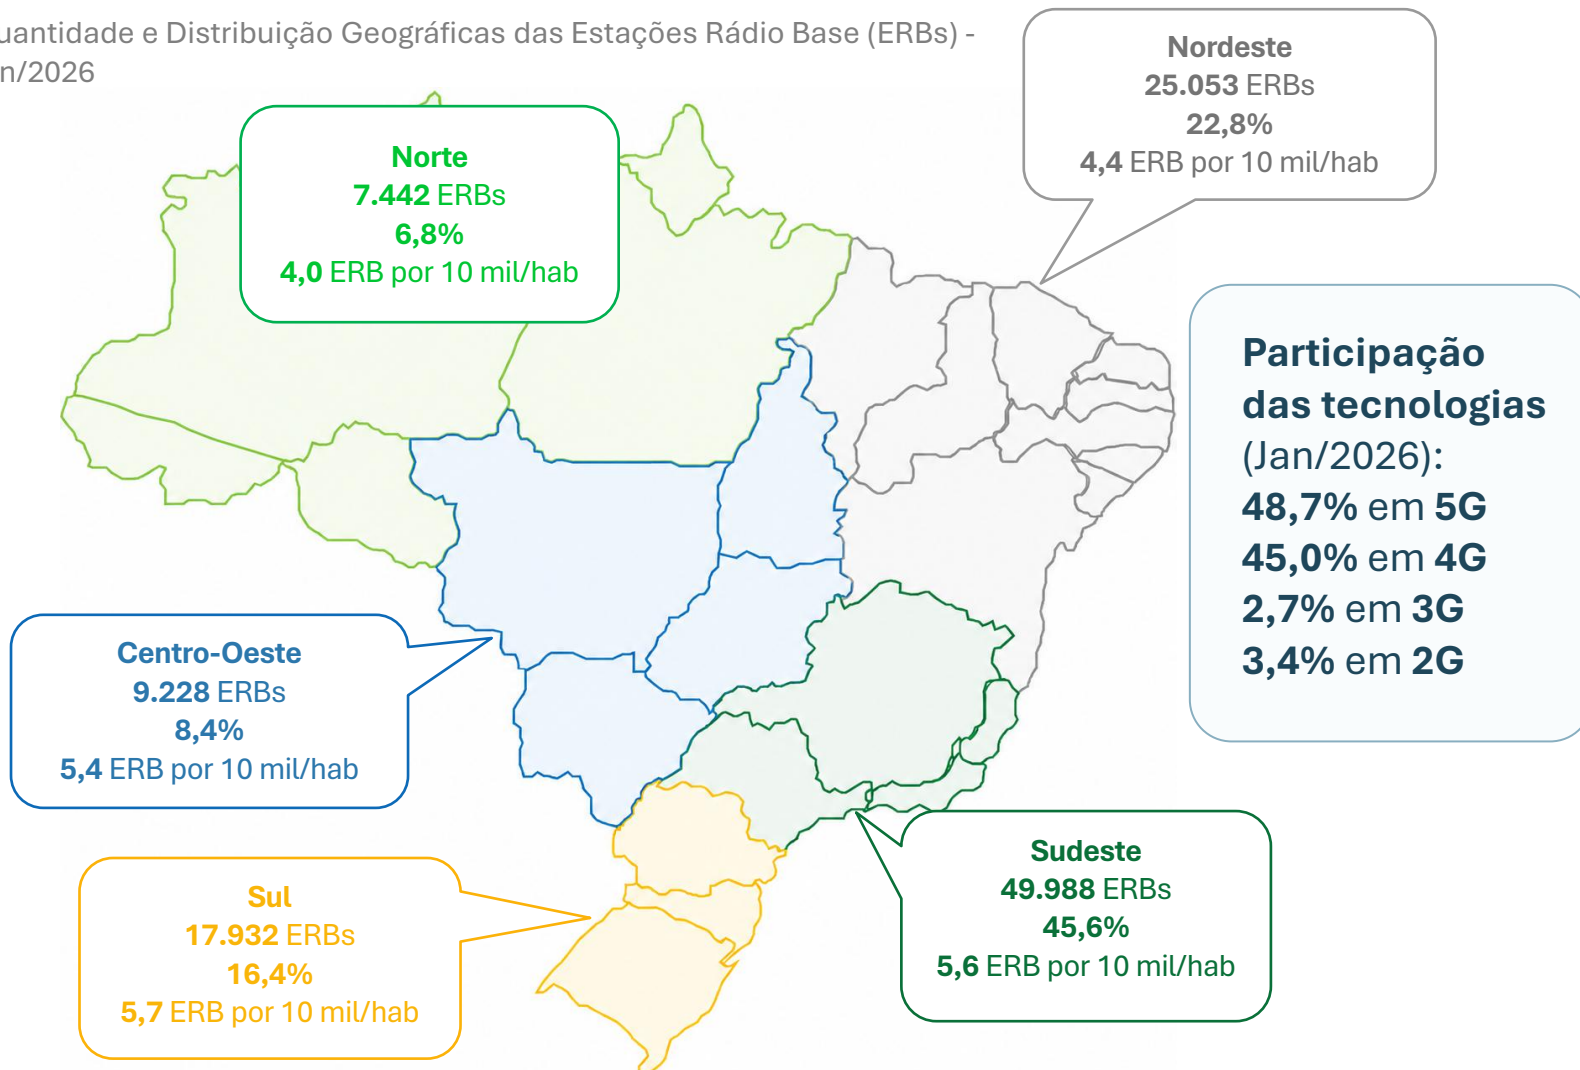 uantidade e Distribuição Geográficas das Estações Rádio Base (ERBs) -
n/2026
Nordeste
25.053 ERBs
22,8%
4,4 ERB por 10 mil/hab
Norte
7.442 ERBs
6,8%
4,0 ERB por 10 mil/hab
Participação
das tecnologias
(Jan/2026):
48,7% em 5G
45,0% em 4G
2,7% em 3G
3,4% em 2G
Centro-Oeste
9.228 ERBs
8,4%
5,4 ERB por 10 mil/hab
Sudeste
49.988 ERBs
45,6%
5,6 ERB por 10 mil/hab
Sul
17.932 ERBs
16,4%
5,7 ERB por 10 mil/hab